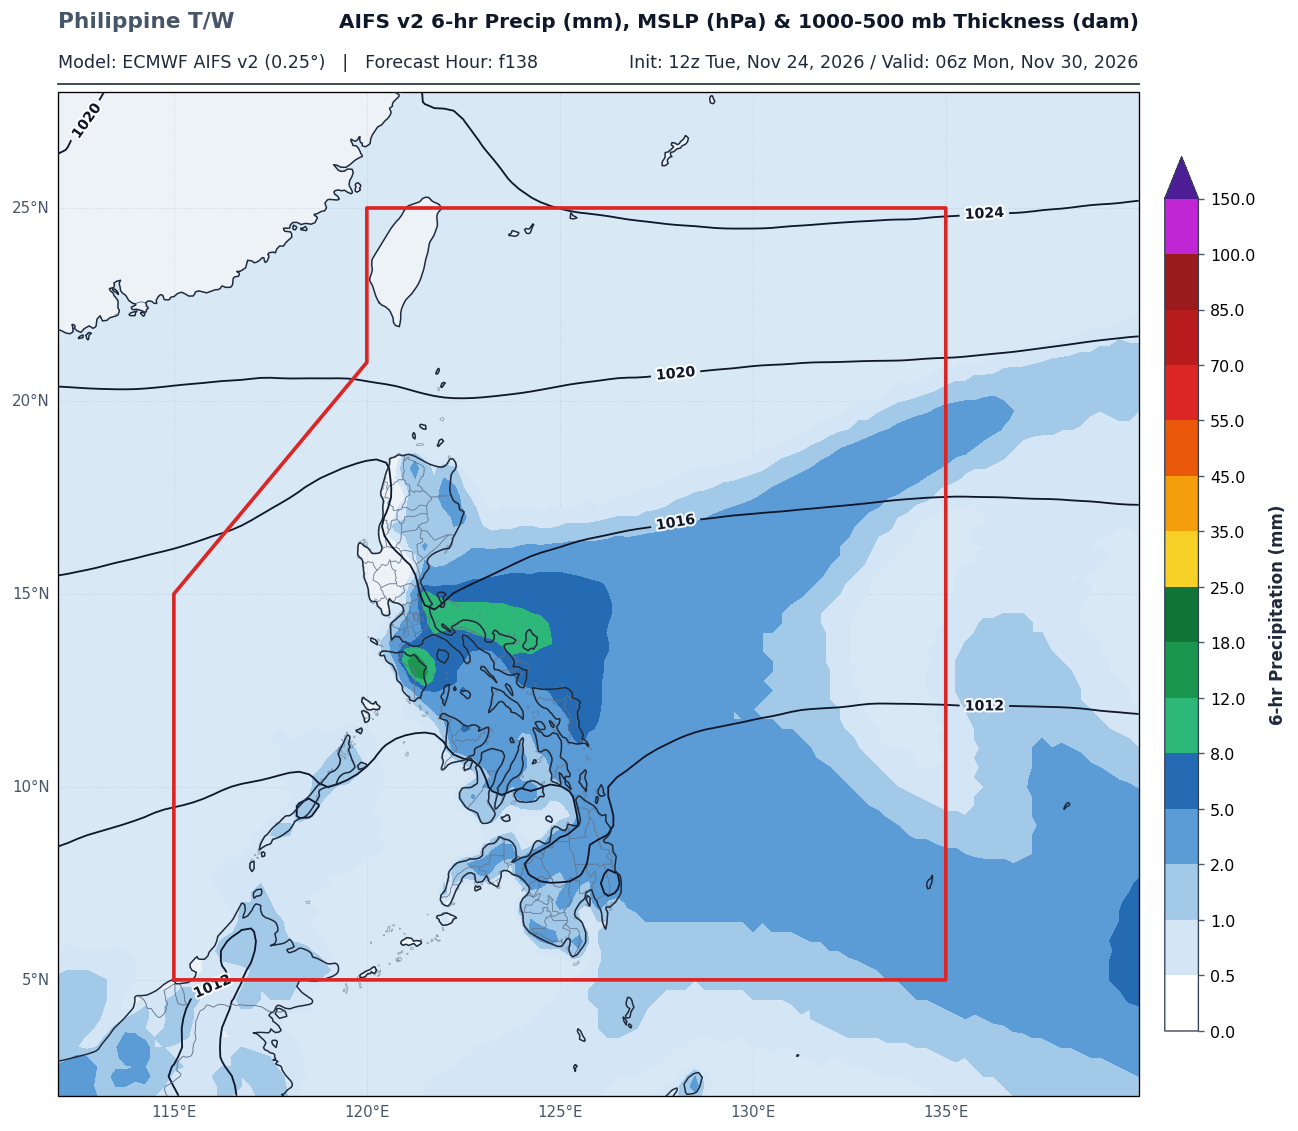 Philippine T/W
AIFS v2 6-hr Precip (mm), MSLP (hPa) & 1000-500 mb Thickness (dam)
Model: ECMWF AIFS v2 (0.25°) | Forecast Hour: f138
Init: 12z Tue, Nov 24, 2026 / Valid: 06z Mon, Nov 30, 2026
1020
25°N
1024
1020
20°N
1016
15°N
1012
10°N
5°N
1012
115°E
120°E
125°E
130°E
135°E
150.0
100.0
85.0
70.0
55.0
45.0
35.0
25.0
18.0
12.0
8.0
5.0
2.0
1.0
0.5
0.0
6-hr Precipitation (mm)